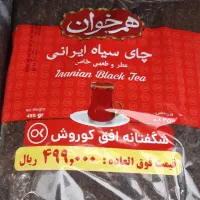 هم‌خوان
چای سیاه ایرانی
عطر و طعمی خاص
Iranian Black Tea
شگفتانه افق کوروش OK
قیمت فوق العاده: ۴۹۹,۰۰۰ ریال